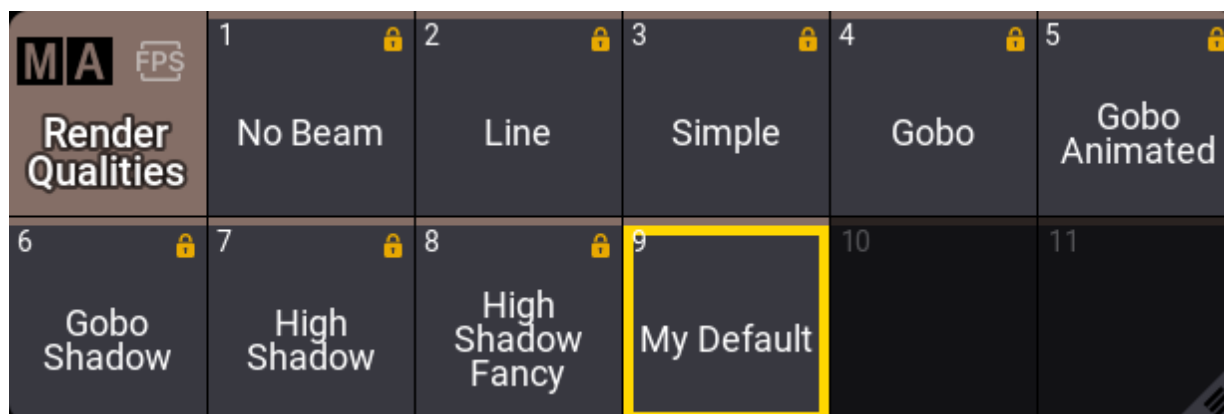 MA FPS
Render
Qualities
1
No Beam
2
Line
3
Simple
4
Gobo
5
Gobo
Animated
6
Gobo
Shadow
7
High
Shadow
8
High
Shadow
Fancy
9
My Default
10
11